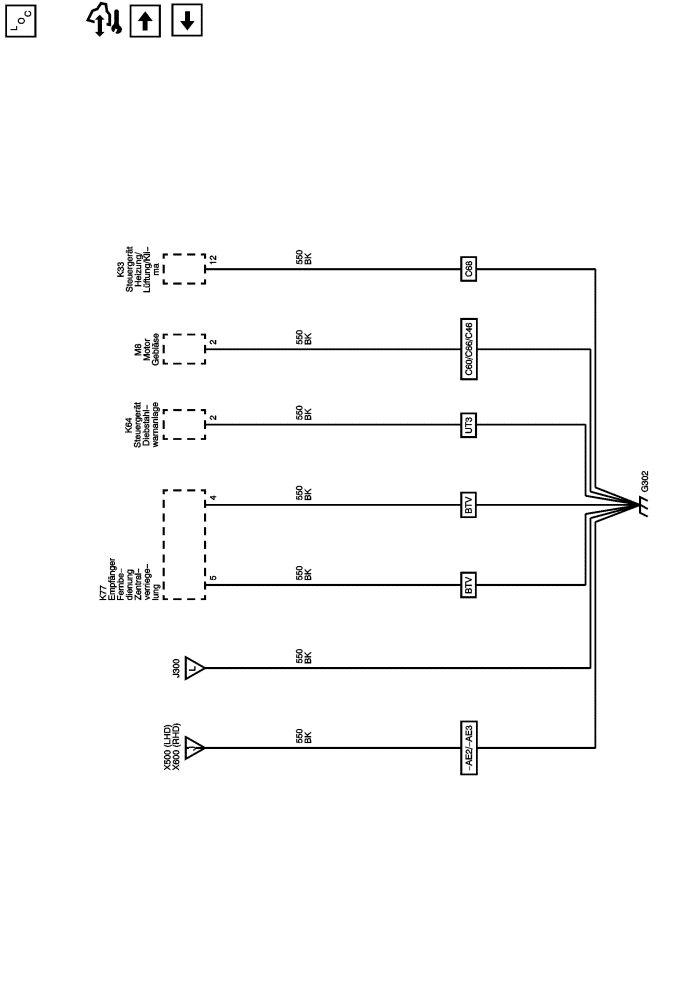 LOC
K33
Steuergerät
Heizung/
Lüftung/Kli–
ma
12
550
BK
C68
M8
Motor
Gebläse
2
550
BK
C60/C66/C46
K64
Steuergerät
Diebstahl–
warnanlage
2
550
BK
UT3
K77
Empfänger
Fernbe–
dienung
Zentral–
verriege–
lung
4
550
BK
BTV
5
550
BK
BTV
J300
L
550
BK
X500 (LHD)
X600 (RHD)
J
550
BK
–AE2/–AE3
G302